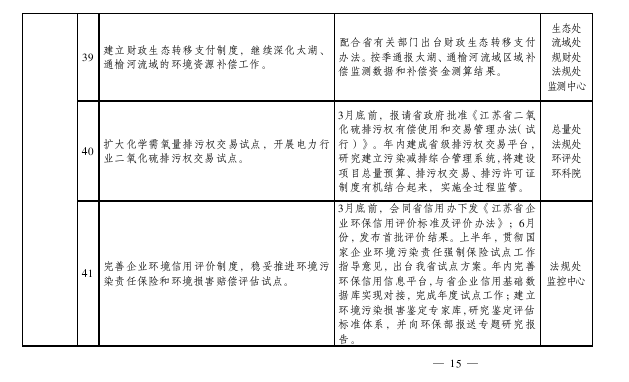 39
建立财政生态转移支付制度，继续深化太湖、
通榆河流域的环境资源补偿工作。
配合省有关部门出台财政生态转移支付
办法。按季通报太湖、通榆河流域区域补
偿监测数据和补偿资金测算结果。
生态处
流域处
规财处
法规处
监测中心
40
扩大化学需氧量排污权交易试点，开展电力行
业二氧化硫排污权交易试点。
3月底前，报请省政府批准《江苏省二氧
化硫排污权有偿使用和交易管理办法（试
行）》。年内建成省级排污权交易平台，
研究建立污染减排综合管理系统，将建设
项目总量预算、排污权交易、排污许可证
制度有机结合起来，实施全过程监管。
总量处
法规处
环评处
环科院
41
完善企业环境信用评价制度，稳妥推进环境污
染责任保险和环境损害赔偿评估试点。
3月底前，会同省信用办下发《江苏省企
业环保信用评价标准及评价办法》；6月
份，发布首批评价结果。上半年，贯彻国
家企业环境污染责任强制保险试点工作
指导意见，出台我省试点方案。年内完善
环保信用信息平台，与省企业信用基础数
据库实现对接，完成年度试点工作；建立
环境污染损害鉴定专家库，研究鉴定评估
标准体系，并向环保部报送专题研究报
告。
法规处
监控中心
— 15 —